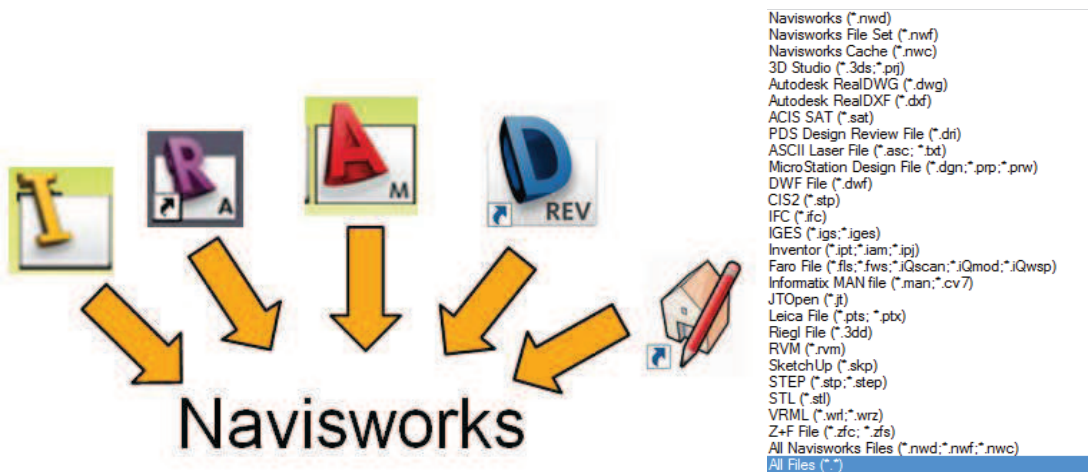 I
R
A
A
M
D
REV
Navisworks
Navisworks (*.nwd)
Navisworks File Set (*.nwf)
Navisworks Cache (*.nwc)
3D Studio (*.3ds;*.prj)
Autodesk RealDWG (*.dwg)
Autodesk RealDXF (*.dxf)
ACIS SAT (*.sat)
PDS Design Review File (*.dri)
ASCII Laser File (*.asc; *.txt)
MicroStation Design File (*.dgn;*.prp;*.prw)
DWF File (*.dwf)
CIS2 (*.stp)
IFC (*.ifc)
IGES (*.igs;*.iges)
Inventor (*.ipt;*.iam;*.ipj)
Faro File (*.fls;*.fws;*.iQscan;*.iQmod;*.iQwsp)
Informatix MAN file (*.man;*.cv7)
JTOpen (*.jt)
Leica File (*.pts; *.ptx)
Riegl File (*.3dd)
RVM (*.rvm)
SketchUp (*.skp)
STEP (*.stp;*.step)
STL (*.stl)
VRML (*.wrl;*.wrz)
Z+F File (*.zfc; *.zfs)
All Navisworks Files (*.nwd;*.nwf;*.nwc)
All Files (*.*)